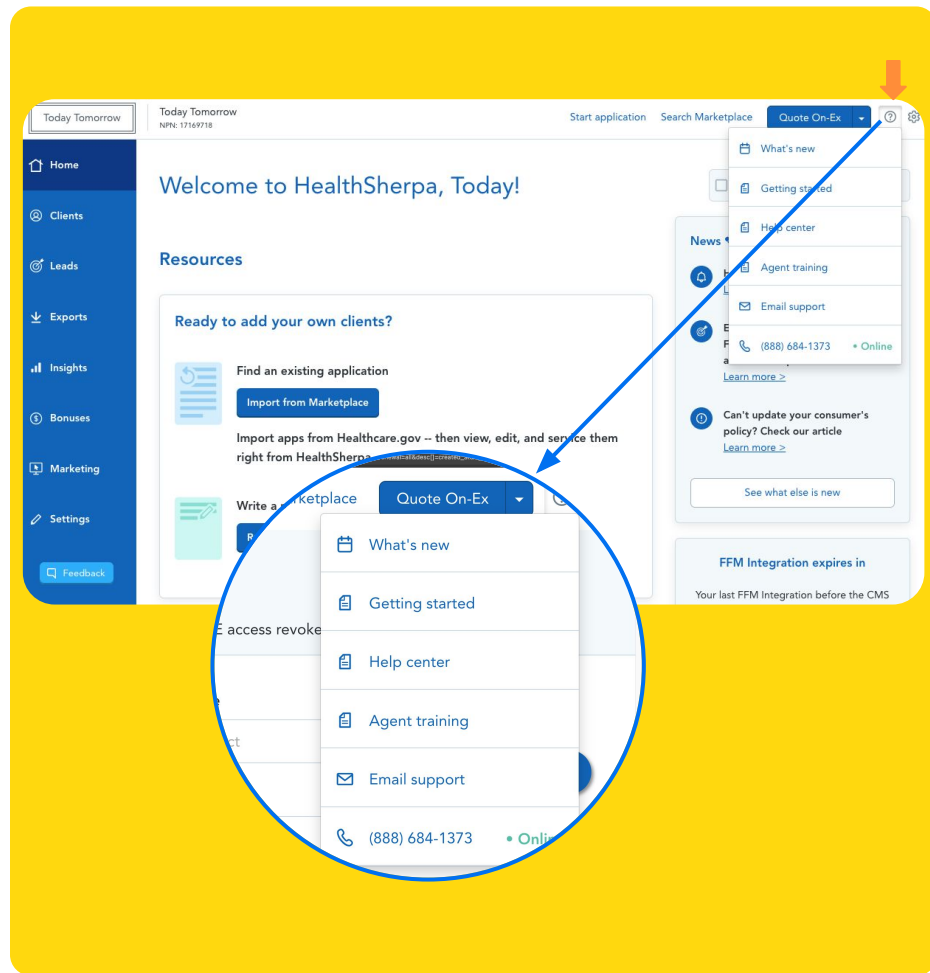 Today Tomorrow
Today Tomorrow
NPN: 17169718
Start application
Search Marketplace
Quote On-Ex
Home
Clients
Leads
Exports
Insights
Bonuses
Marketing
Settings
Feedback
Welcome to HealthSherpa, Today!
Resources
Ready to add your own clients?
Find an existing application
Import from Marketplace
Import apps from Healthcare.gov -- then view, edit, and service them
right from HealthSherpa
Write a
What's new
Getting started
Help center
Agent training
Email support
(888) 684-1373 • Online
News
Learn more >
Can't update your consumer's
policy? Check our article
Learn more >
See what else is new
FFM Integration expires in
Your last FFM Integration before the CMS
Quote On-Ex
What's new
Getting started
access revoke
Help center
Agent training
Email support
(888) 684-1373